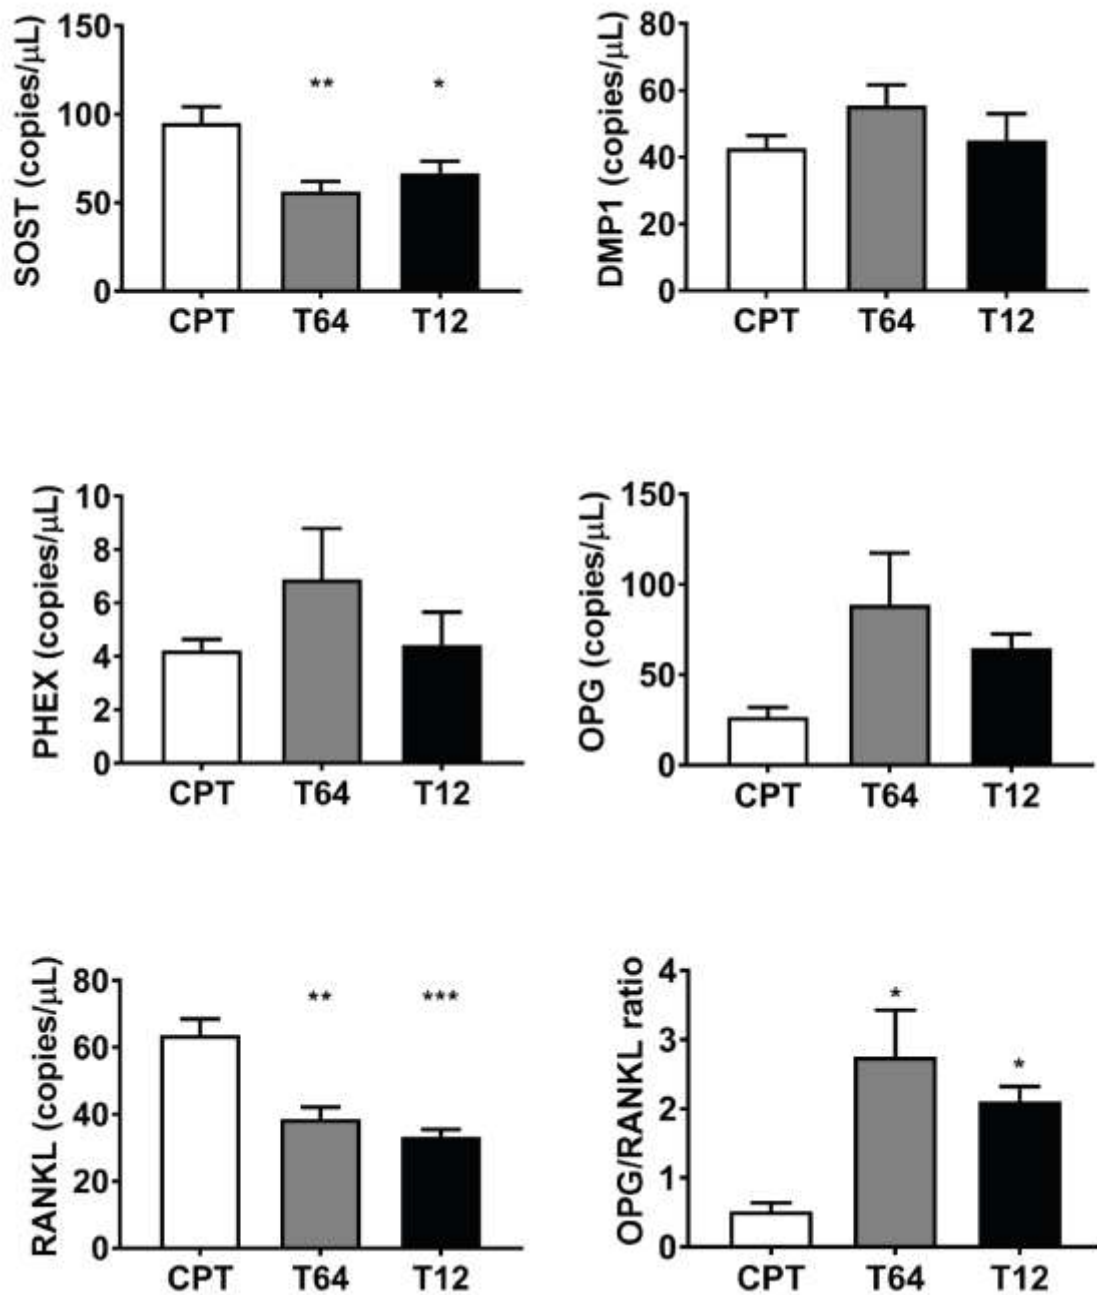 SOST (copies/μL)
150
100
50
0
** *
CPT T64 T12
DMP1 (copies/μL)
80
60
40
20
0
CPT T64 T12
PHEX (copies/μL)
10
8
6
4
2
0
CPT T64 T12
OPG (copies/μL)
150
100
50
0
CPT T64 T12
RANKL (copies/μL)
80
60
40
20
0
** ***
CPT T64 T12
OPG/RANKL ratio
4
3
2
1
0
*
*
CPT T64 T12